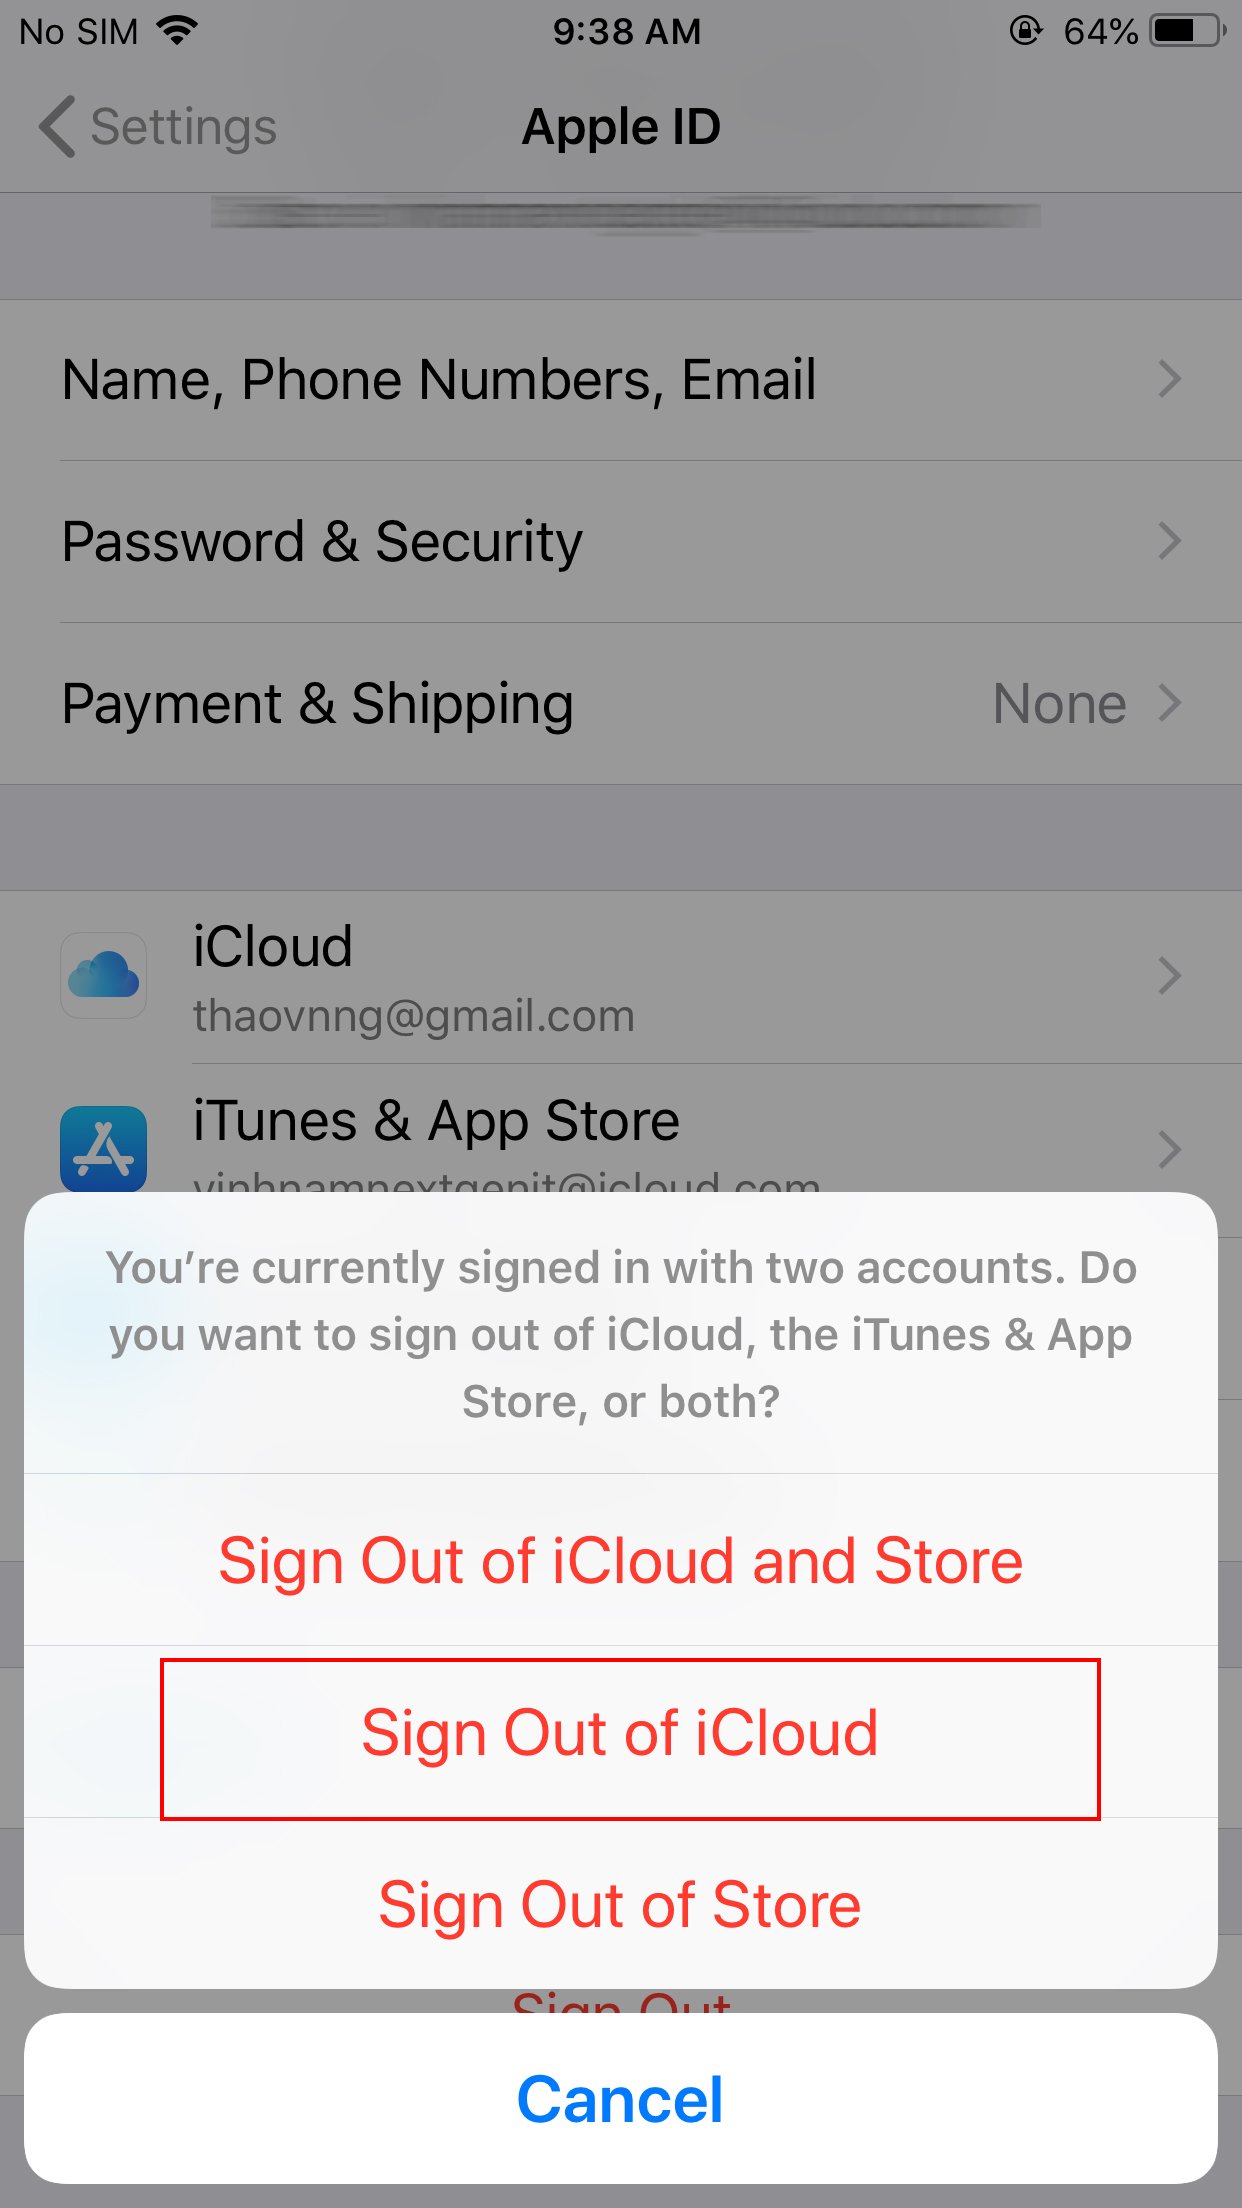 No SIM 9:38 AM 64%
Settings Apple ID
Name, Phone Numbers, Email
Password & Security
Payment & Shipping None
iCloud
thaovnng@gmail.com
iTunes & App Store
vinhnamnextgenit@icloud.com
You’re currently signed in with two accounts. Do
you want to sign out of iCloud, the iTunes & App
Store, or both?
Sign Out of iCloud and Store
Sign Out of iCloud
Sign Out of Store
Sign Out
Cancel